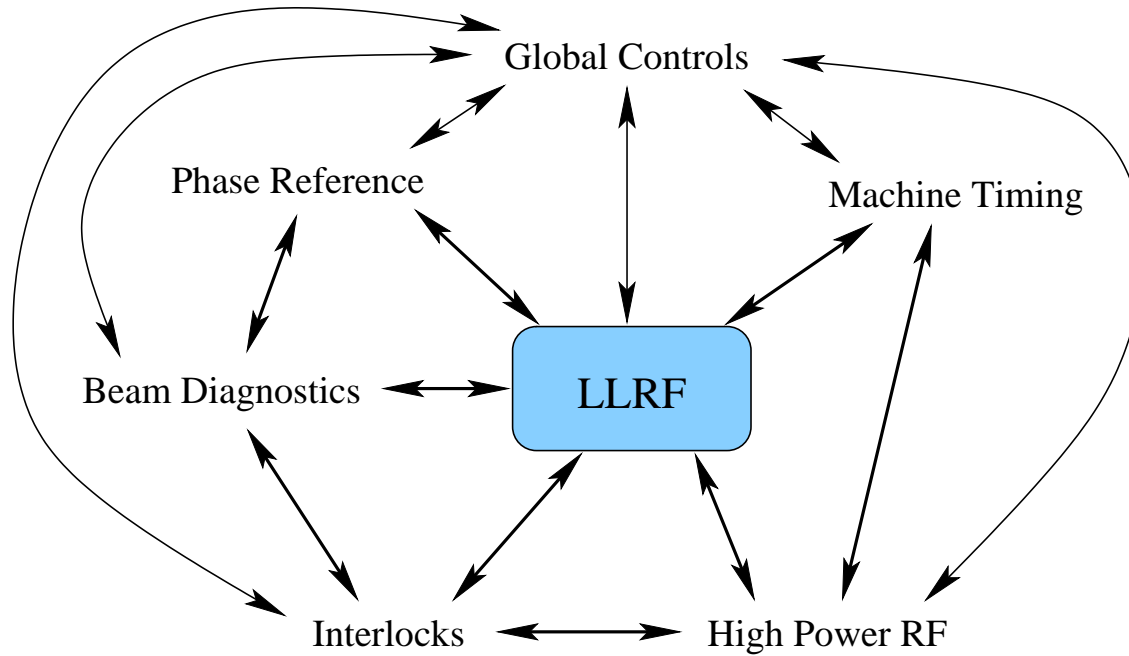 Global Controls
Phase Reference
Machine Timing
Beam Diagnostics
LLRF
Interlocks
High Power RF